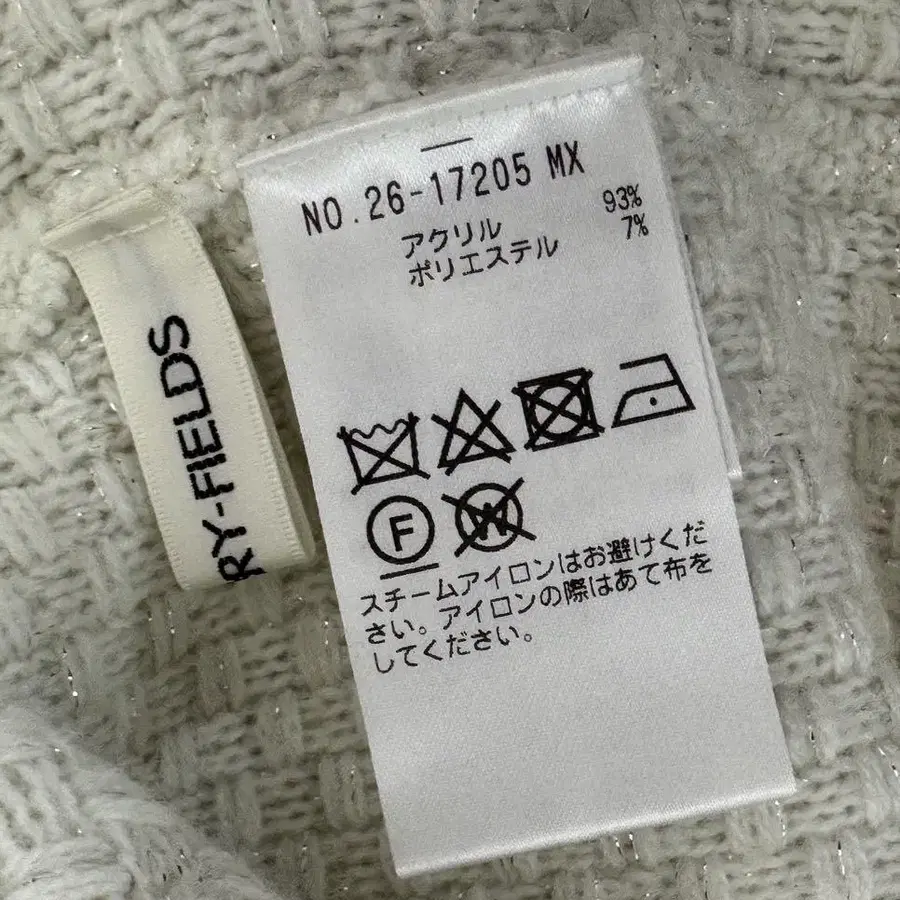 NO.26-17205 MX
アクリル 93%
ポリエステル 7%
F
W
スチームアイロンはお避けくだ
さい。アイロンの際はあて布を
してください。
RY-FIELDS